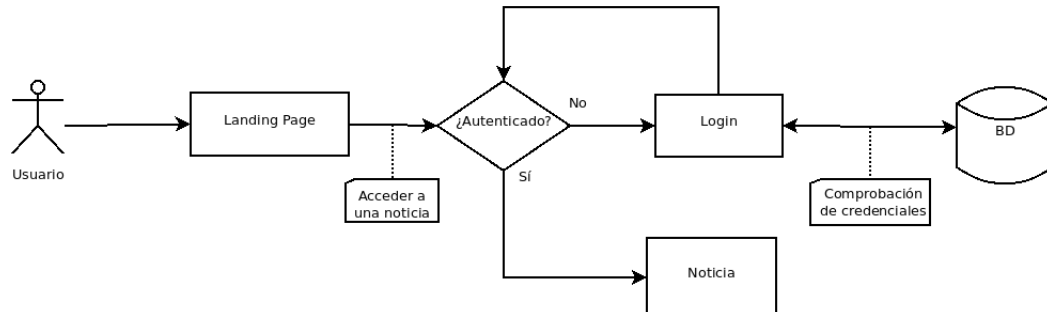 Usuario
Landing Page
Acceder a
una noticia
¿Autenticado?
No
Sí
Login
Comprobación
de credenciales
BD
Noticia